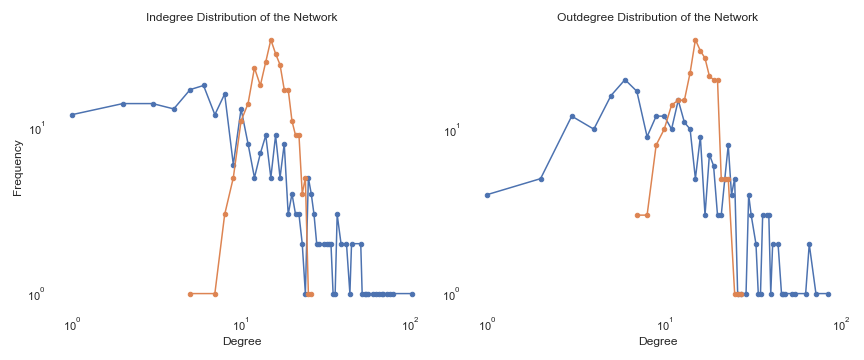 Indegree Distribution of the Network
Frequency
10¹
10⁰
10⁰
10¹
10²
Degree
Outdegree Distribution of the Network
10¹
10⁰
10⁰
10¹
10²
Degree